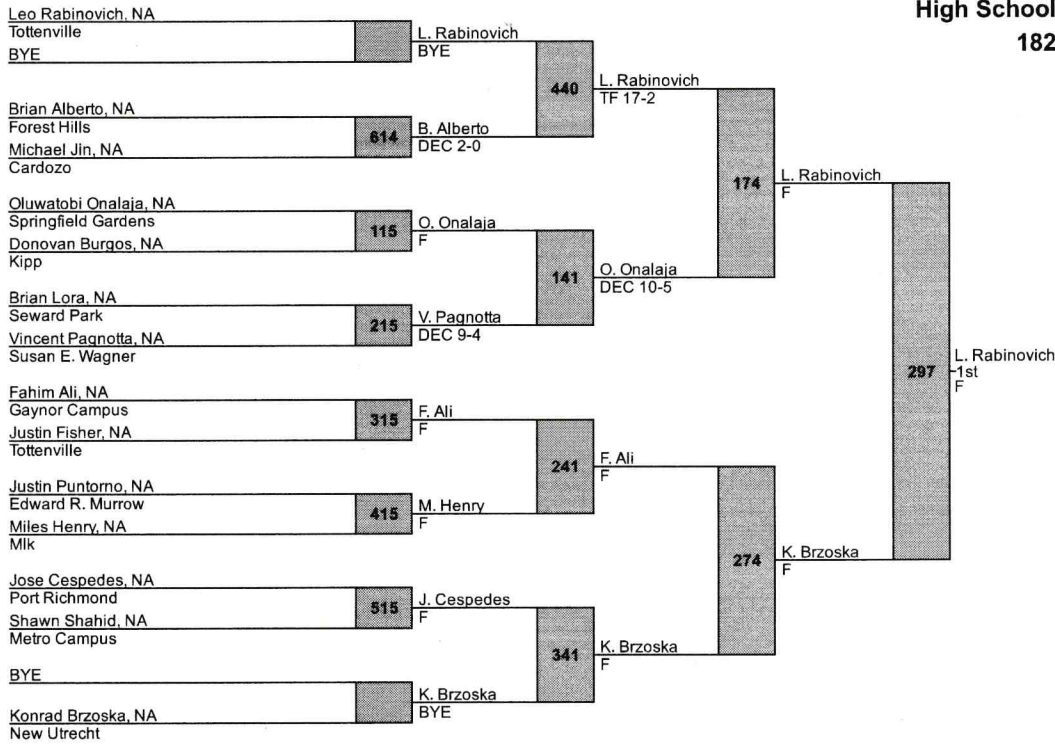 High School
182
Leo Rabinovich, NA
Tottenville
BYE
L. Rabinovich
BYE
440
L. Rabinovich
TF 17-2
Brian Alberto, NA
Forest Hills
Michael Jin, NA
Cardozo
614
B. Alberto
DEC 2-0
174
L. Rabinovich
F
Oluwatobi Onalaja, NA
Springfield Gardens
Donovan Burgos, NA
Kipp
115
O. Onalaja
F
141
O. Onalaja
DEC 10-5
Brian Lora, NA
Seward Park
Vincent Pagnotta, NA
Susan E. Wagner
215
V. Pagnotta
DEC 9-4
297
L. Rabinovich
1st
F
Fahim Ali, NA
Gaynor Campus
Justin Fisher, NA
Tottenville
315
F. Ali
F
241
F. Ali
F
Justin Puntorno, NA
Edward R. Murrow
Miles Henry, NA
Mlk
415
M. Henry
F
274
K. Brzoska
F
Jose Cespedes, NA
Port Richmond
Shawn Shahid, NA
Metro Campus
515
J. Cespedes
F
341
K. Brzoska
F
BYE
Konrad Brzoska, NA
New Utrecht
K. Brzoska
BYE